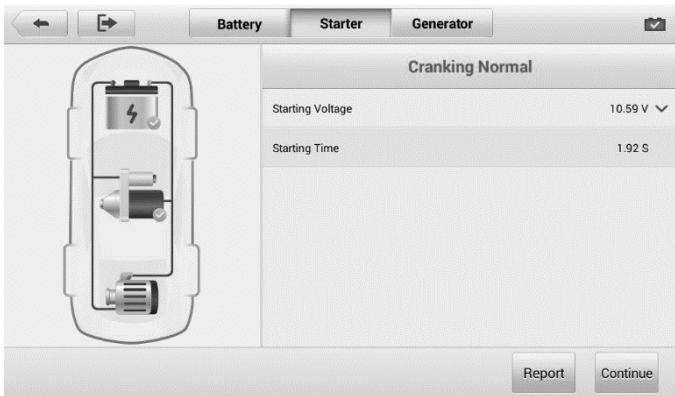 Battery
Starter
Generator
Cranking Normal
Starting Voltage 10.59 V
Starting Time 1.92 S
Report
Continue